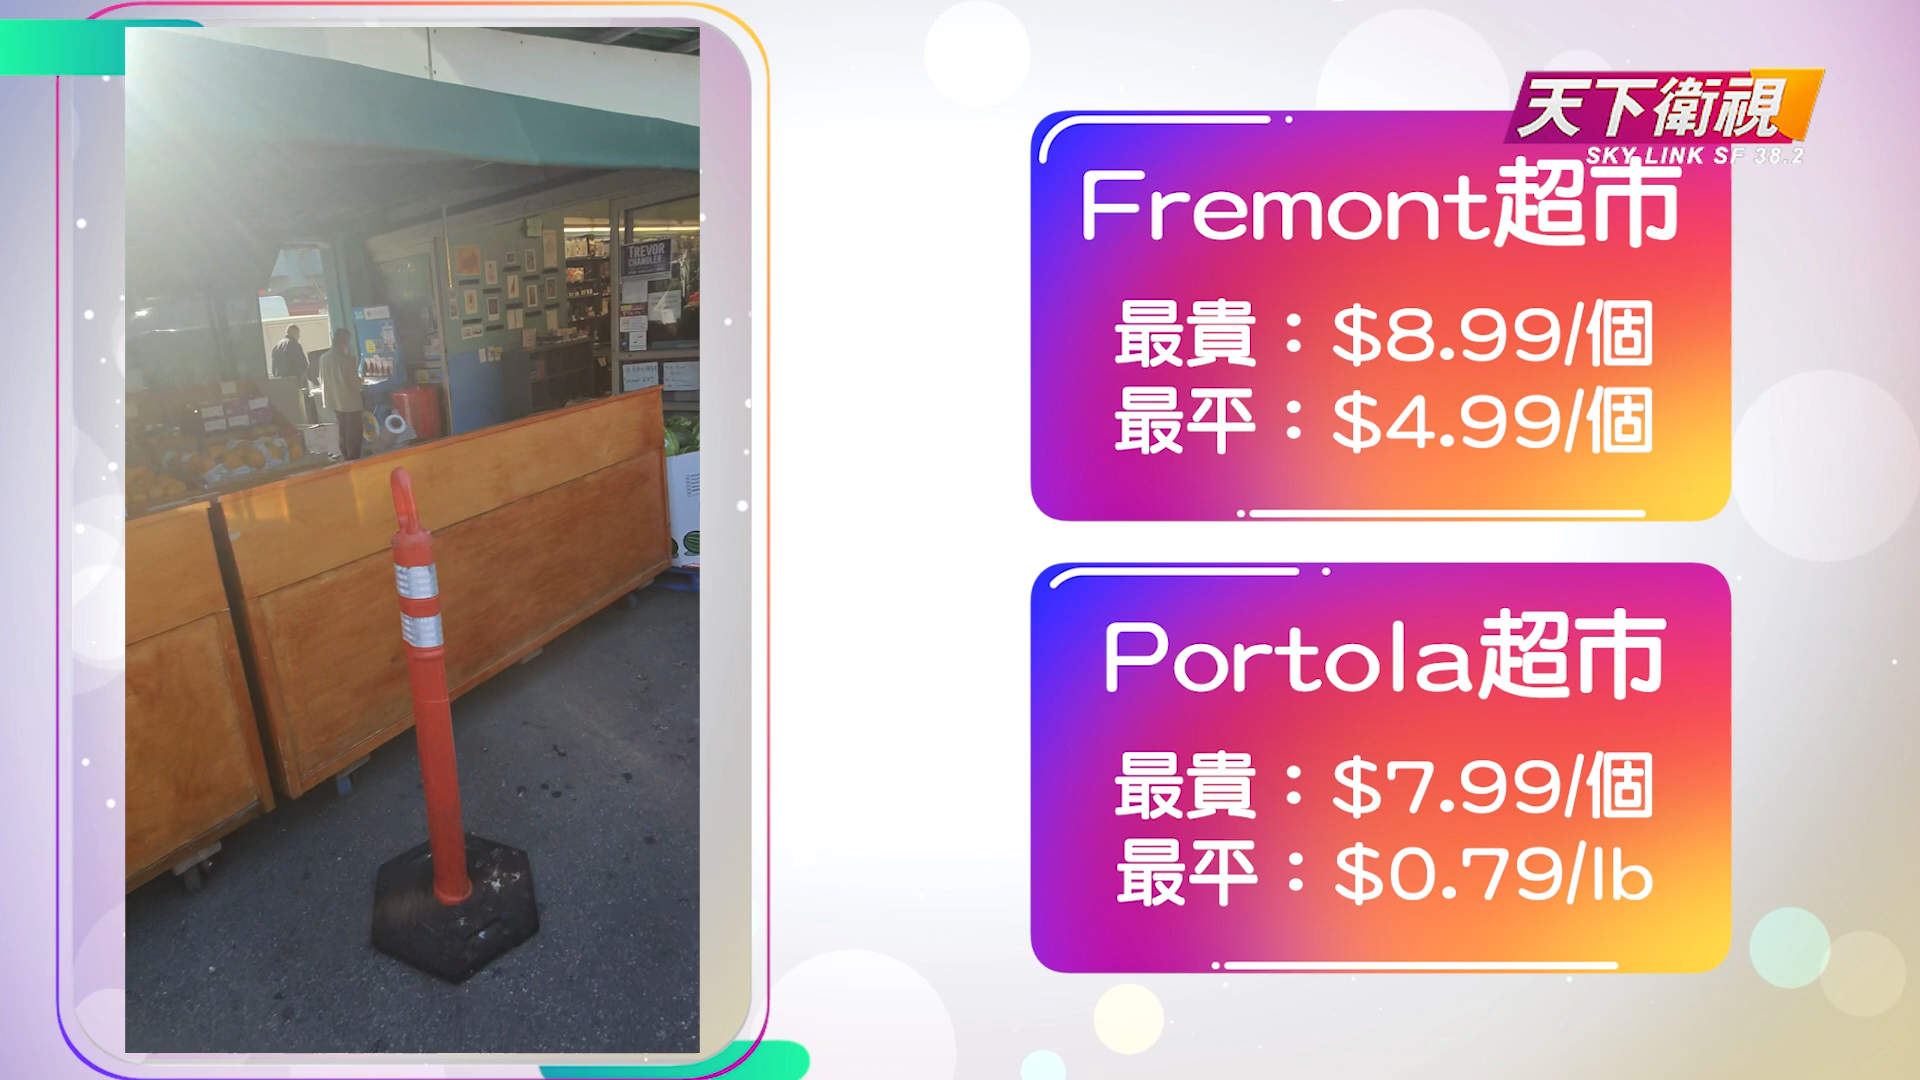 天下衛視
SKY LINK SF 38.2
Fremont超市
最貴：$8.99/個
最平：$4.99/個
Portola超市
最貴：$7.99/個
最平：$0.79/lb
TREVOR
CHANDLER